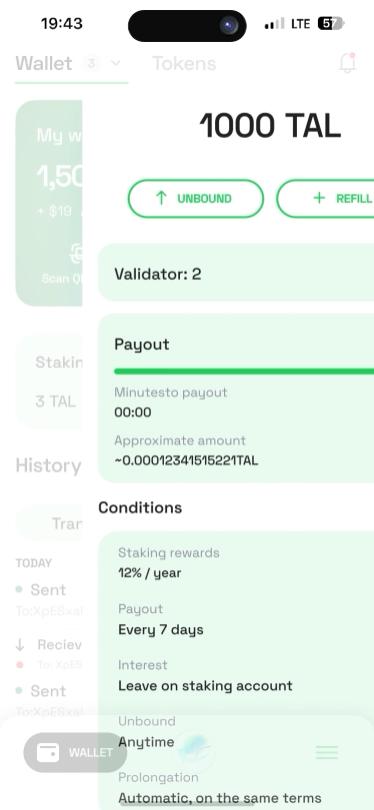 19:43
LTE 57
Wallet 3 Tokens
1000 TAL
My w
1,50
+ $19
UNBOUND
REFILL
Scan Q
Validator: 2
Payout
Stakin
3 TAL
Minutesto payout
00:00
Approximate amount
~0.00012341515221TAL
History
Conditions
Tran
Staking rewards
12% / year
TODAY
Sent
To:XpESxa
Payout
Every 7 days
Reciev
To: XpES
Interest
Leave on staking account
Sent
To:XpESxa
Unbound
Anytime
WALLET
Prolongation
Automatic, on the same terms